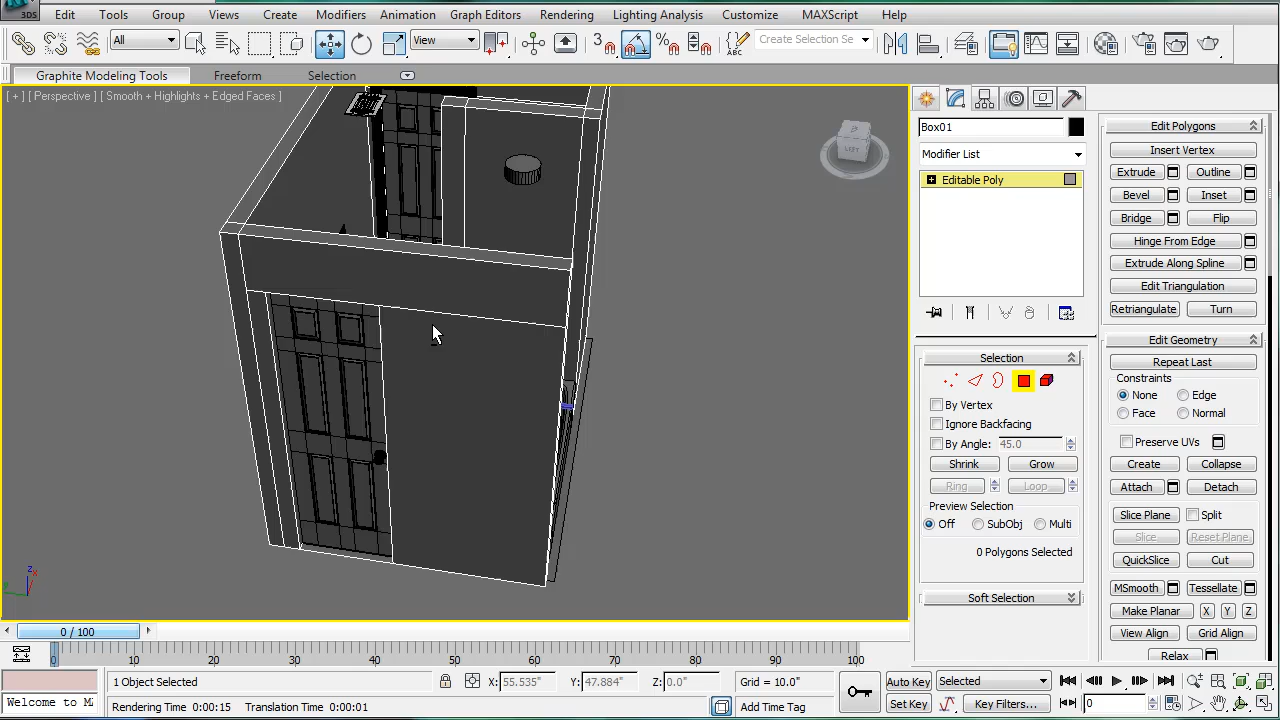 3DS
Edit Tools Group Views Create Modifiers Animation Graph Editors Rendering Lighting Analysis Customize MAXScript Help
All View 3 Create Selection Se
Graphite Modeling Tools Freeform Selection
[ + ] [ Perspective ] [ Smooth + Highlights + Edged Faces ]
LEFT
z
x
y
Box01
Modifier List
Editable Poly
Selection
By Vertex
Ignore Backfacing
By Angle: 45.0
Shrink Grow
Ring Loop
Preview Selection
Off SubObj Multi
0 Polygons Selected
Soft Selection
Edit Polygons
Insert Vertex
Extrude Outline
Bevel Inset
Bridge Flip
Hinge From Edge
Extrude Along Spline
Edit Triangulation
Retriangulate Turn
Edit Geometry
Repeat Last
Constraints
None Edge
Face Normal
Preserve UVs
Create Collapse
Attach Detach
Slice Plane Split
Slice Reset Plane
QuickSlice Cut
MSmooth Tessellate
Make Planar X Y Z
View Align Grid Align
Relax
0 / 100
0 10 20 30 40 50 60 70 80 90 100
1 Object Selected X: 55.535" Y: 47.884" Z: 0.0" Grid = 10.0" Auto Key Selected
Welcome to M Rendering Time 0:00:15 Translation Time 0:00:01 Add Time Tag Set Key Key Filters... 0